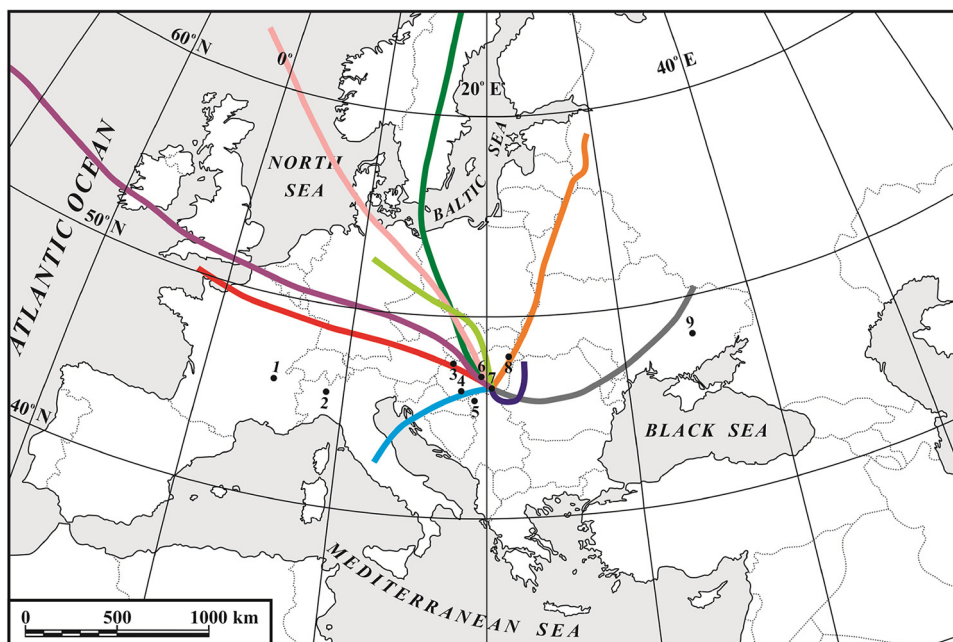 60° N
0°
40° E
20° E
NORTH
SEA
BALTIC
SEA
ATLANTIC OCEAN
50° N
40° N
1
2
3
4
5
6
7
8
9
BLACK SEA
MEDITERRANEAN SEA
0 500 1000 km